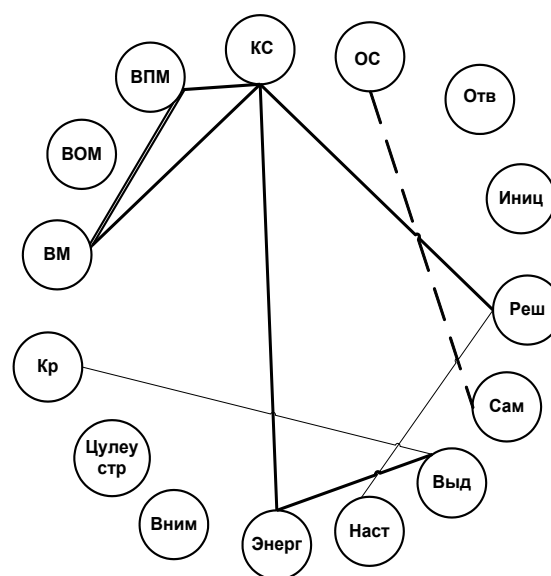 КС
ОС
ВПМ
Отв
ВОМ
Иниц
ВМ
Реш
Кр
Сам
Цулеу
стр
Выд
Вним
Энерг
Наст